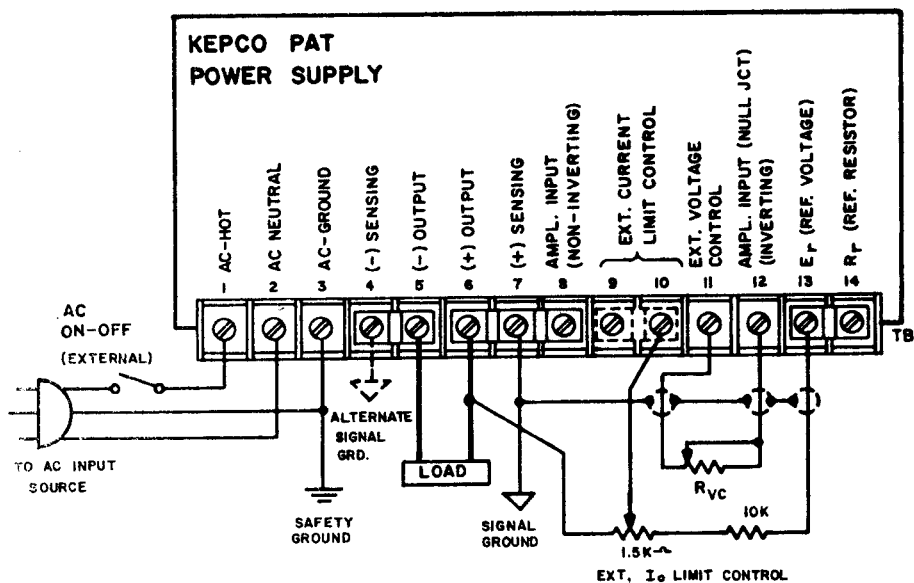 KEPCO PAT
POWER SUPPLY
AC-HOT
AC NEUTRAL
AC-GROUND
(-) SENSING
(-) OUTPUT
(+) OUTPUT
(+) SENSING
AMPL. INPUT
(NON-INVERTING)
EXT. CURRENT
LIMIT CONTROL
EXT. VOLTAGE
CONTROL
AMPL. INPUT (NULL JCT)
(INVERTING)
Er (REF. VOLTAGE)
Rr (REF. RESISTOR)
1 2 3 4 5 6 7 8 9 10 11 12 13 14
TB
AC
ON-OFF
(EXTERNAL)
TO AC INPUT
SOURCE
ALTERNATE
SIGNAL
GRD.
LOAD
SAFETY
GROUND
SIGNAL
GROUND
RVC
10K
1.5K
EXT. Io LIMIT CONTROL